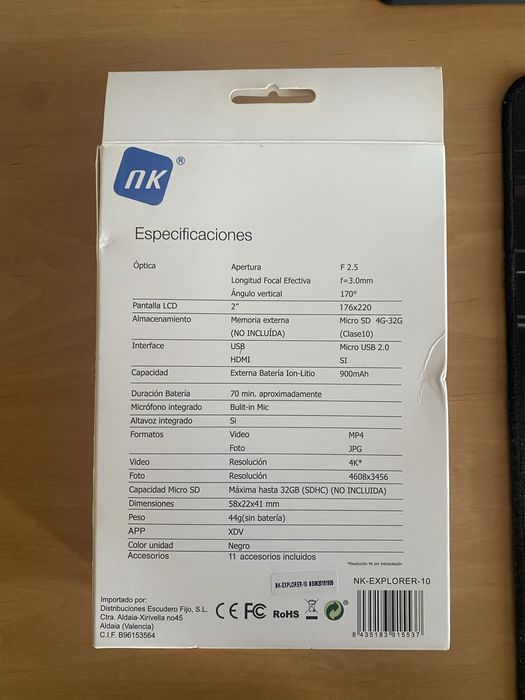 NK ®
Especificaciones
Óptica Apertura F 2.5
Longitud Focal Efectiva f=3.0mm
Ángulo vertical 170°
Pantalla LCD 2" 176x220
Almacenamiento Memoria externa Micro SD 4G-32G
(NO INCLUÍDA) (Clase10)
Interface USB Micro USB 2.0
HDMI SI
Capacidad Externa Batería Ion-Litio 900mAh
Duración Batería 70 min. aproximadamente
Micrófono integrado Bulit-in Mic
Altavoz integrado Si
Formatos Video MP4
Foto JPG
Video Resolución 4K*
Foto Resolución 4608x3456
Capacidad Micro SD Máxima hasta 32GB (SDHC) (NO INCLUIDA)
Dimensiones 58x22x41 mm
Peso 44g(sin batería)
APP XDV
Color unidad Negro
Accesorios 11 accesorios incluidos
*Resolución 4K por interpolación
NK-EXPLORER-10
NK-EXPLORER-10
Importado por:
Distribuciones Escudero Fijo, S.L.
Ctra. Aldaia-Xirivella no45
Aldaia (Valencia)
C.I.F. B96153564
CE FC RoHS ®
8 435183 915537